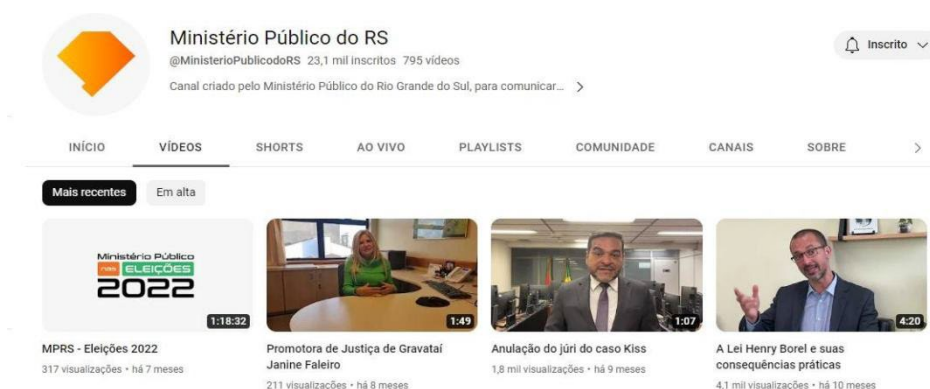 Ministério Público do RS
@MinisterioPublicodoRS 23,1 mil inscritos 795 vídeos
Canal criado pelo Ministério Público do Rio Grande do Sul, para comunicar...
Inscrito
INÍCIO VÍDEOS SHORTS AO VIVO PLAYLISTS COMUNIDADE CANAIS SOBRE
Mais recentes Em alta
Ministério Público
nas ELEIÇÕES
2022
1:18:32 1:49 1:07 4:20
MPRS - Eleições 2022
317 visualizações • há 7 meses
Promotora de Justiça de Gravataí
Janine Faleiro
211 visualizações • há 8 meses
Anulação do júri do caso Kiss
1,8 mil visualizações • há 9 meses
A Lei Henry Borel e suas
consequências práticas
4,1 mil visualizações • há 10 meses